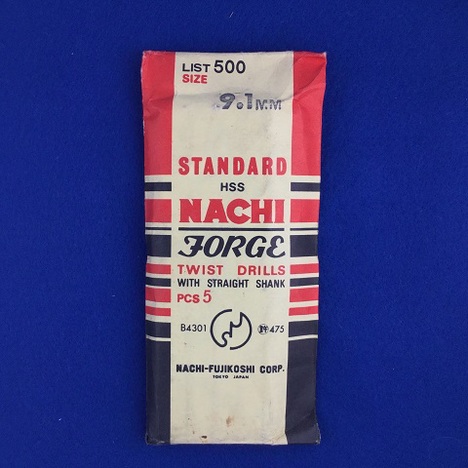 LIST 500
SIZE
9.1 M.M
STANDARD
HSS
NACHI
FORGE
TWIST DRILLS
WITH STRAIGHT SHANK
PCS 5
B4301 475
NACHI-FUJIKOSHI CORP.
TOKYO JAPAN